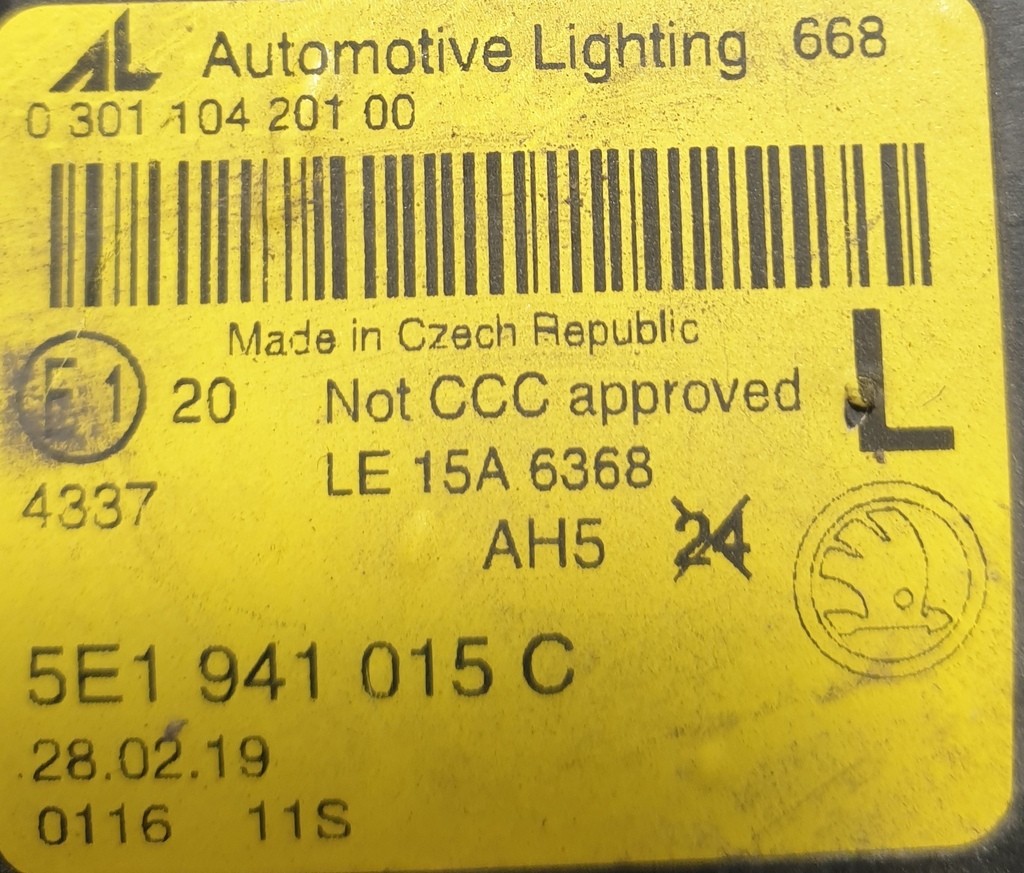 AL Automotive Lighting 668
0 301 104 201 00
Made in Czech Republic
E1 20 Not CCC approved L
4337 LE 15A 6368
AH5 24
5E1 941 015 C
28.02.19
0116 11S